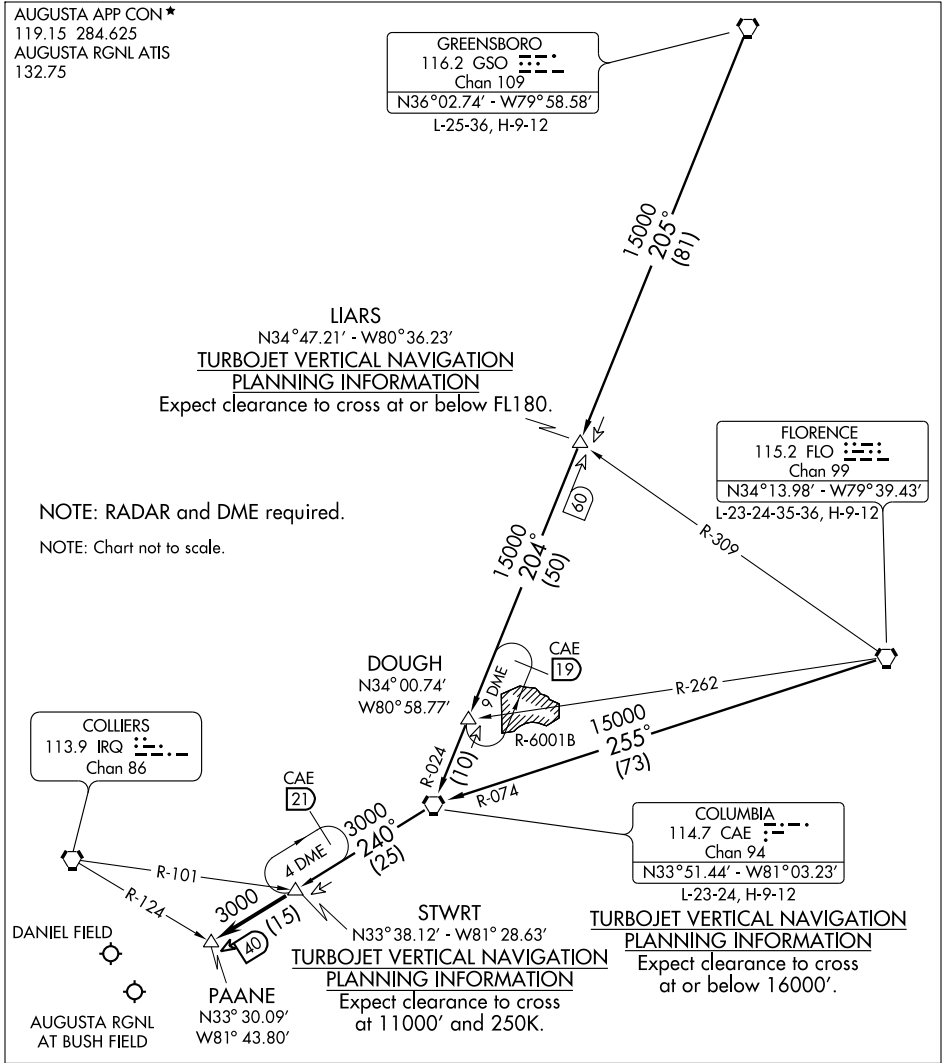 AUGUSTA APP CON ★
119.15 284.625
AUGUSTA RGNL ATIS
132.75
GREENSBORO
116.2 GSO
Chan 109
N36°02.74' - W79°58.58'
L-25-36, H-9-12
15000
205°
(81)
LIARS
N34°47.21' - W80°36.23'
TURBOJET VERTICAL NAVIGATION
PLANNING INFORMATION
Expect clearance to cross at or below FL180.
FLORENCE
115.2 FLO
Chan 99
N34°13.98' - W79°39.43'
L-23-24-35-36, H-9-12
60
R-309
NOTE: RADAR and DME required.
NOTE: Chart not to scale.
15000
204°
(50)
DOUGH
N34°00.74'
W80°58.77'
9 DME
CAE
19
R-262
R-6001B
15000
255°
(73)
R-024
(10)
R-074
COLLIERS
113.9 IRQ
Chan 86
CAE
21
3000
240°
(25)
4 DME
COLUMBIA
114.7 CAE
Chan 94
N33°51.44' - W81°03.23'
L-23-24, H-9-12
TURBOJET VERTICAL NAVIGATION
PLANNING INFORMATION
Expect clearance to cross
at or below 16000'.
R-101
R-124
3000
(15)
40
STWRT
N33°38.12' - W81°28.63'
TURBOJET VERTICAL NAVIGATION
PLANNING INFORMATION
Expect clearance to cross
at 11000' and 250K.
DANIEL FIELD
PAANE
N33°30.09'
W81°43.80'
AUGUSTA RGNL
AT BUSH FIELD